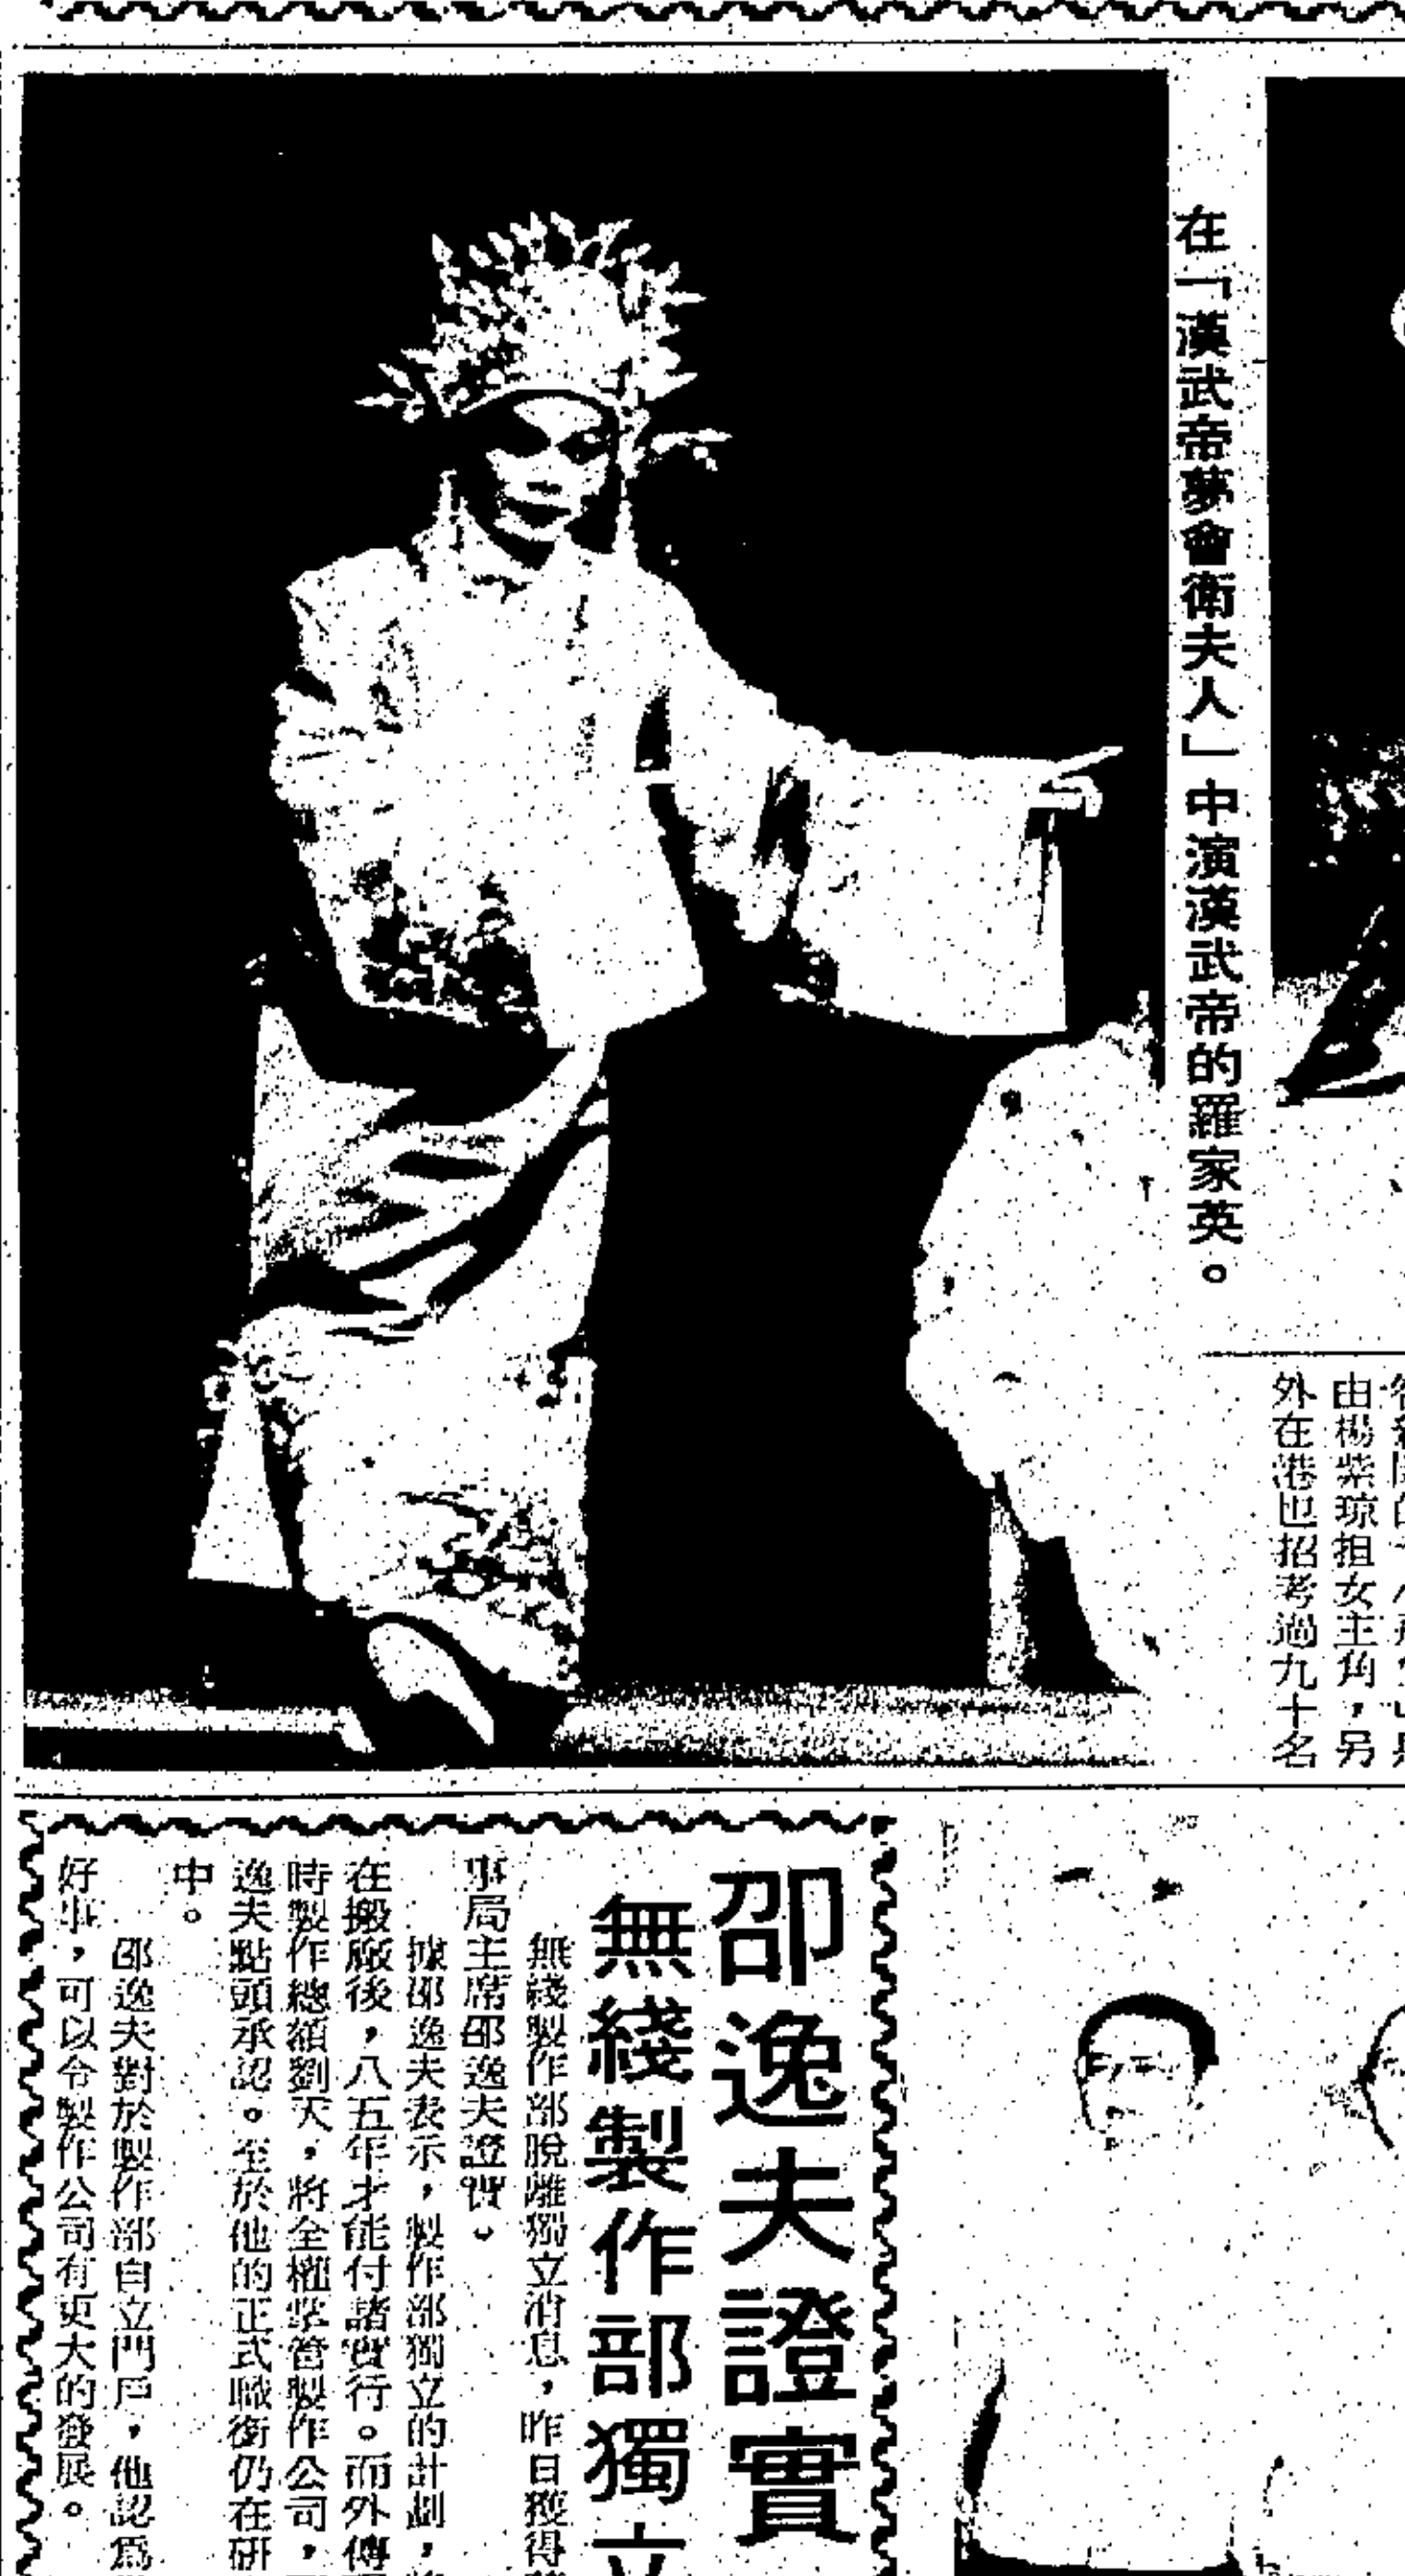 在「漢武帝夢會衛夫人」中演漢武帝的羅家英。
由楊紫琼担女主角，另
外在港也招考過九十名
邵逸夫證實
無綫製作部獨立
無綫製作部脫離獨立消息，昨日獲得
事局主席邵逸夫證實。
據邵逸夫表示，製作部獨立的計劃，
在搬廠後，八五年才能付諸實行。而外傳
時製作總額劉天，將全權掌管製作公司，
逸夫點頭承認。至於他的正式職銜仍在研
中。
邵逸夫對於製作部自立門戶，他認爲
好事，可以令製作公司有更大的發展。